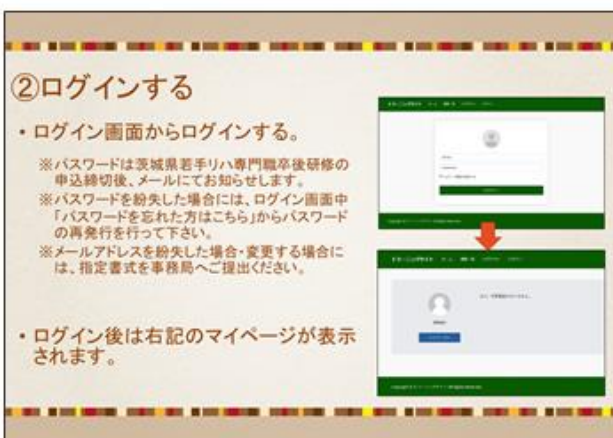 ②ログインする
・ログイン画面からログインする。
※パスワードは茨城県若手リハ専門職卒後研修の
申込締切後、メールにてお知らせします。
※パスワードを紛失した場合には、ログイン画面中
「パスワードを忘れた方はこちら」からパスワード
の再発行を行って下さい。
※メールアドレスを紛失した場合・変更する場合に
は、指定書式を事務局へご提出ください。
・ログイン後は右記のマイページが表示
されます。